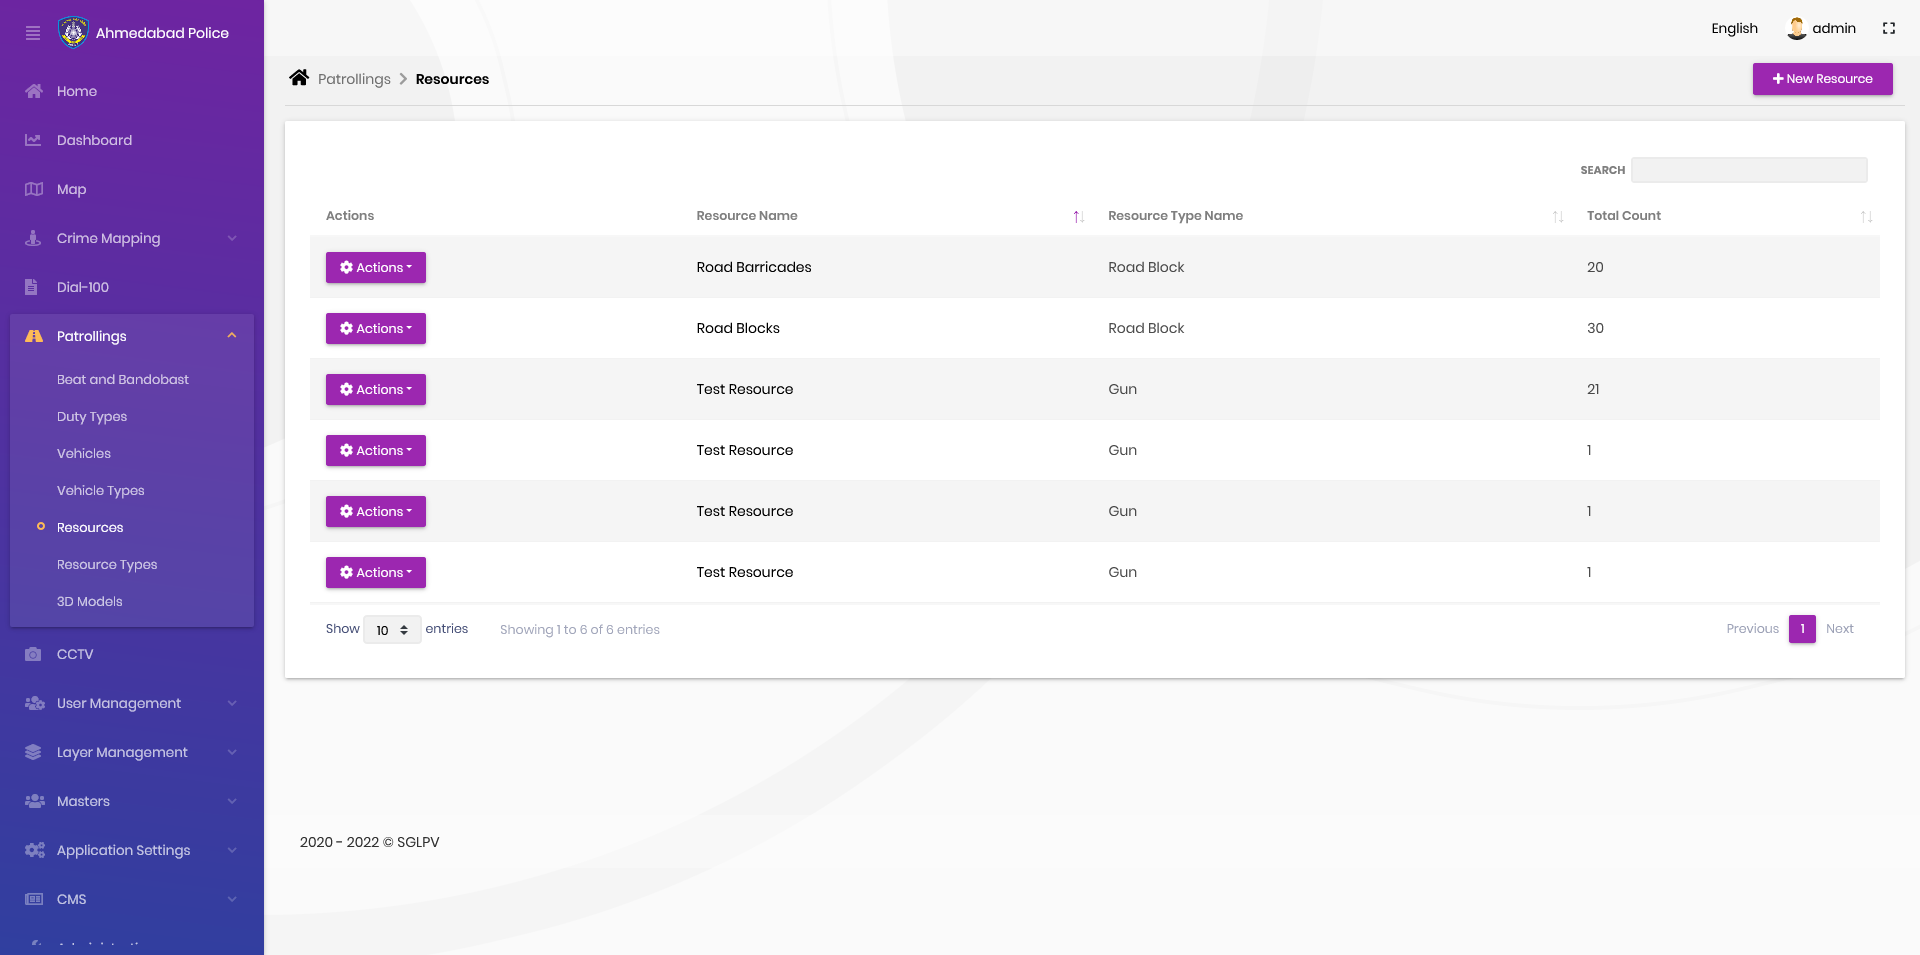 Ahmedabad Police
English
admin
Home
Dashboard
Map
Crime Mapping
Dial-100
Patrollings
Beat and Bandobast
Duty Types
Vehicles
Vehicle Types
Resources
Resource Types
3D Models
CCTV
User Management
Layer Management
Masters
Application Settings
CMS
Patrollings > Resources
New Resource
SEARCH
Actions Resource Name Resource Type Name Total Count
Actions Road Barricades Road Block 20
Actions Road Blocks Road Block 30
Actions Test Resource Gun 21
Actions Test Resource Gun 1
Actions Test Resource Gun 1
Actions Test Resource Gun 1
Show 10 entries Showing 1 to 6 of 6 entries Previous 1 Next
2020 - 2022 © SGLPV